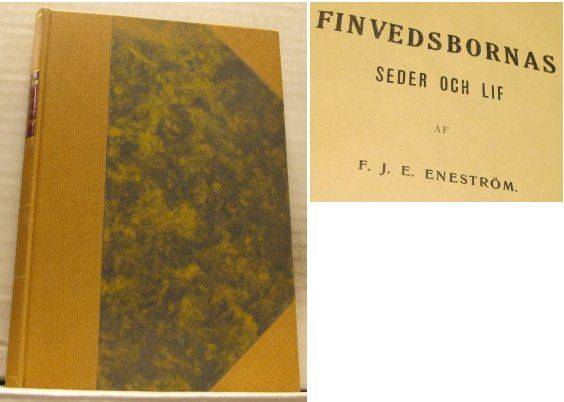 FINVEDSBORNAS
SEDER OCH LIF
AF
F. J. E. ENESTRÖM.